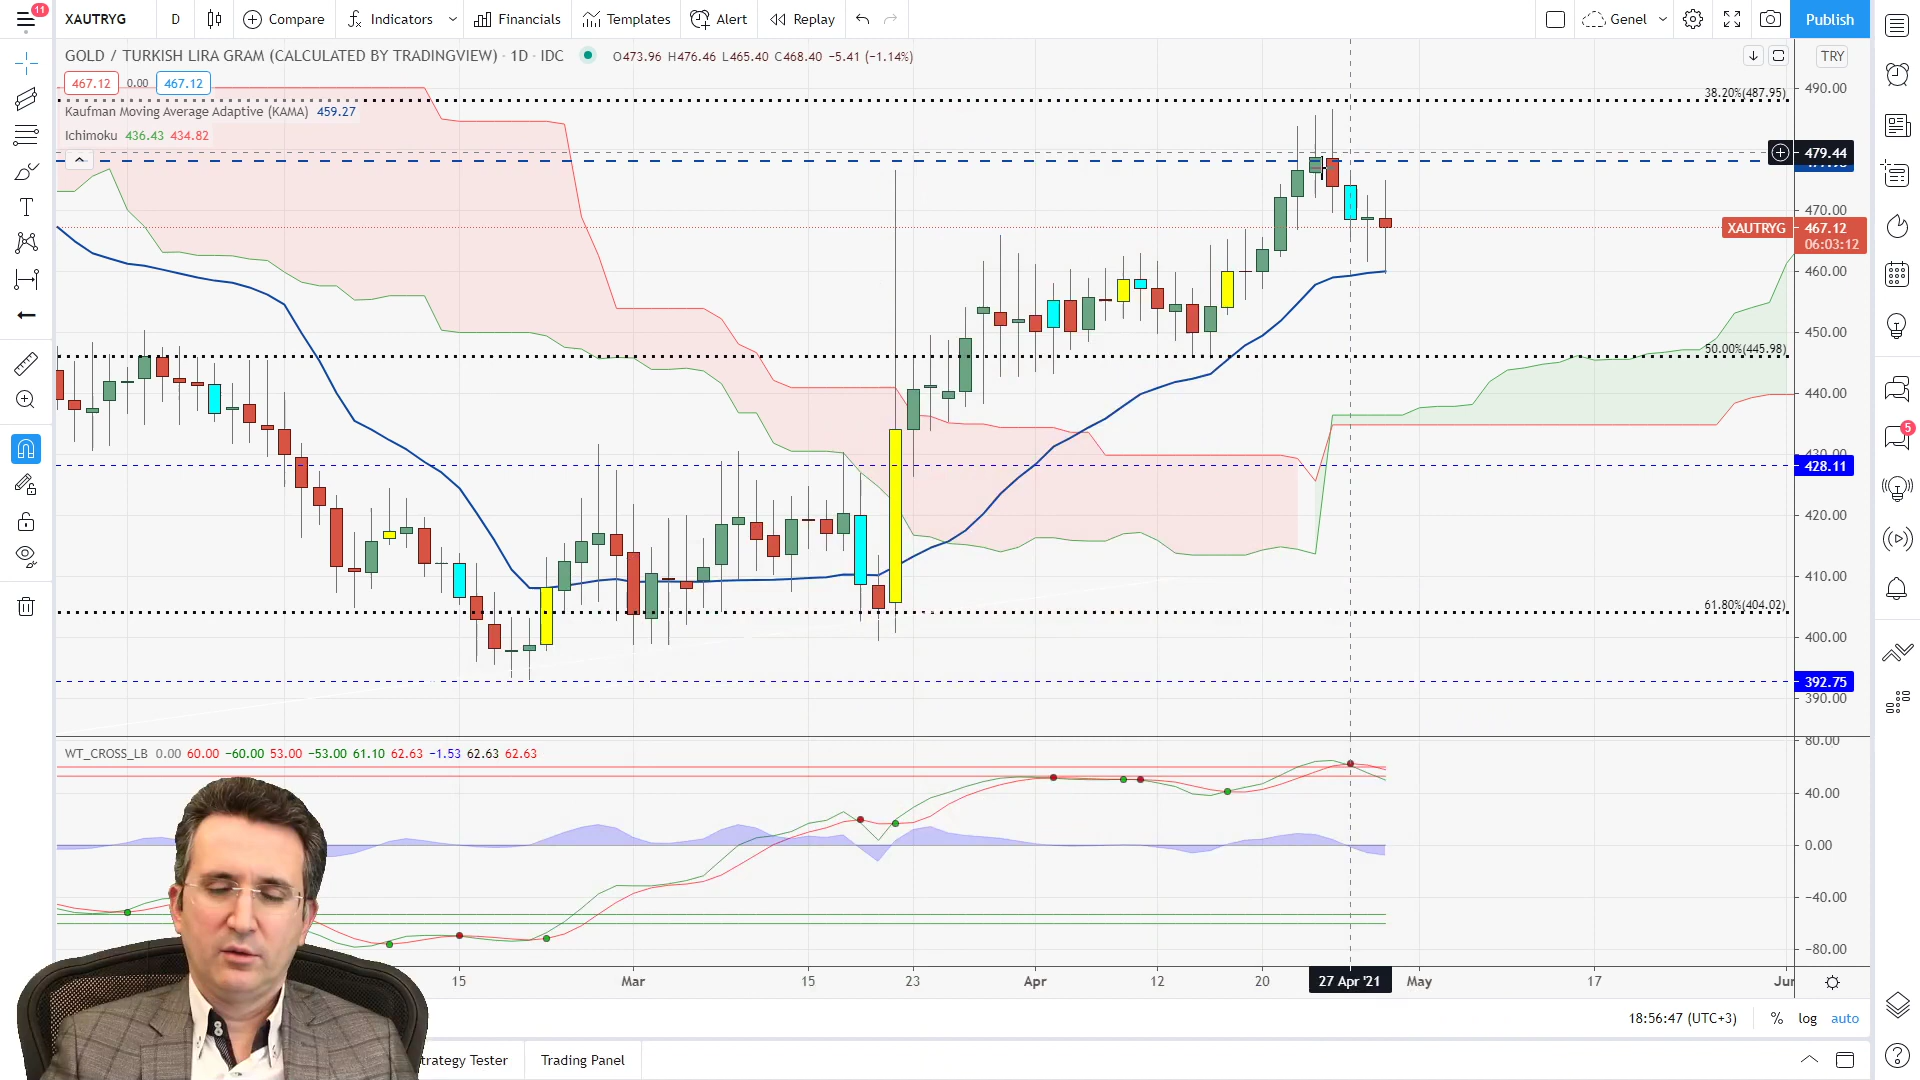 11
XAUTRYG D Compare Indicators Financials Templates Alert Replay Genel Publish
GOLD / TURKISH LIRA GRAM (CALCULATED BY TRADINGVIEW) · 1D · IDC O473.96 H476.46 L465.40 C468.40 −5.41 (−1.14%) TRY
467.12 0.00 467.12
490.00
38.20%(487.95)
Kaufman Moving Average Adaptive (KAMA) 459.27
Ichimoku 436.43 434.82
479.44
470.00
XAUTRYG 467.12
06:03:12
460.00
450.00
50.00%(445.98)
440.00
5
430.00
428.11
420.00
410.00
61.80%(404.02)
400.00
392.75
390.00
80.00
WT_CROSS_LB 0.00 60.00 −60.00 53.00 −53.00 61.10 62.63 −1.53 62.63 62.63
40.00
0.00
−40.00
−80.00
15 Mar 15 23 Apr 12 20 27 Apr '21 May 17 Jun
18:56:47 (UTC+3) % log auto
trategy Tester Trading Panel